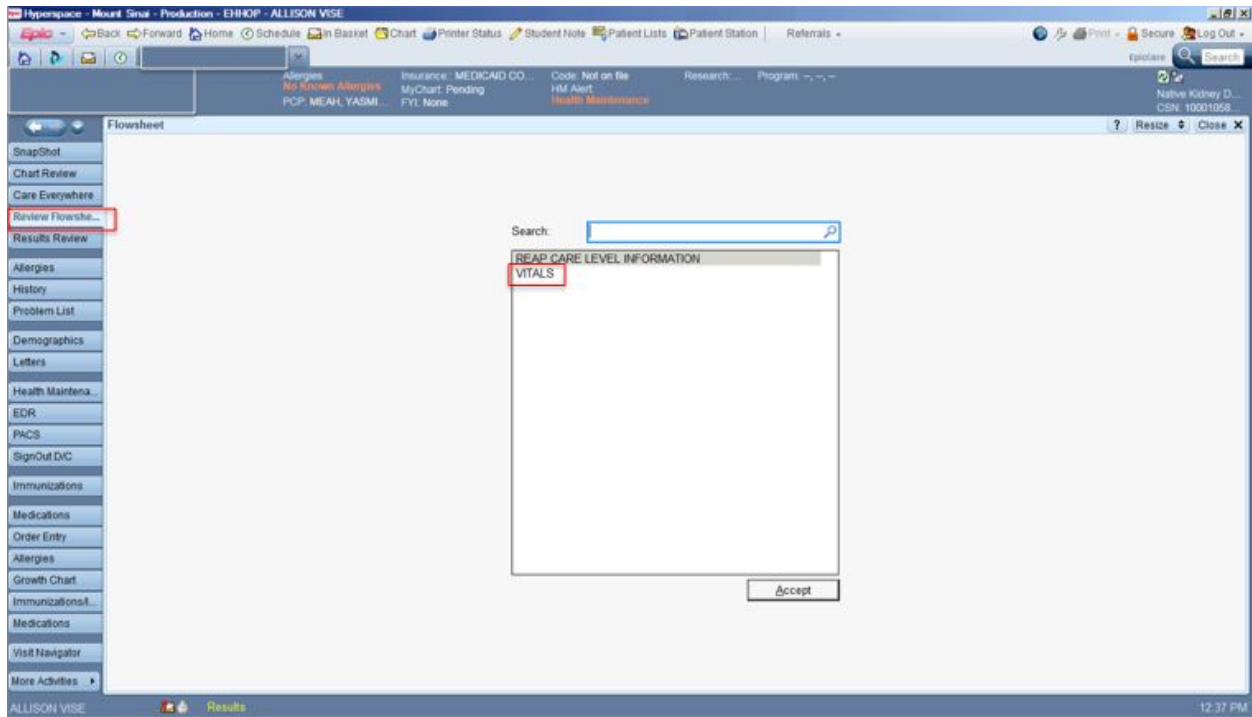 Hyperspace - Mount Sinai - Production - EHHOP - ALLISON VISE
Epic Back Forward Home Schedule In Basket Chart Printer Status Student Note Patient Lists Patient Station Referrals Print Secure Log Out
EpicCare Search
Allergies Insurance: MEDICAID CO... Code: Not on file Research:... Program: –, –, –
No Known Allergies MyChart: Pending HM Alert: Native Kidney D...
PCP: MEAH, YASMI... FYI: None Health Maintenance CSN: 10001058...
Flowsheet ? Resize Close X
SnapShot
Chart Review
Care Everywhere
Review Flowshe...
Results Review
Allergies
History
Problem List
Demographics
Letters
Health Maintena...
EDR
PACS
SignOut D/C
Immunizations
Medications
Order Entry
Allergies
Growth Chart
Immunizations/I...
Medications
Visit Navigator
More Activities
Search:
REAP CARE LEVEL INFORMATION
VITALS
Accept
ALLISON VISE Results 12:37 PM